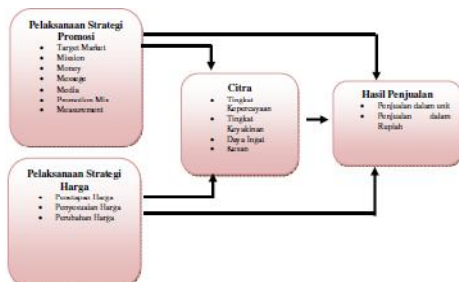 Pelaksanaan Strategi
Promosi
Target Market
Mission
Money
Message
Media
Promotion Mix
Measurement
Citra
Tingkat
Kepercayaan
Tingkat
Keyakinan
Daya Ingat
Kesan
Hasil Penjualan
Penjualan dalam unit
Penjualan dalam
Rupiah
Pelaksanaan Strategi
Harga
Penetapan Harga
Penyesuaian Harga
Perubahan Harga